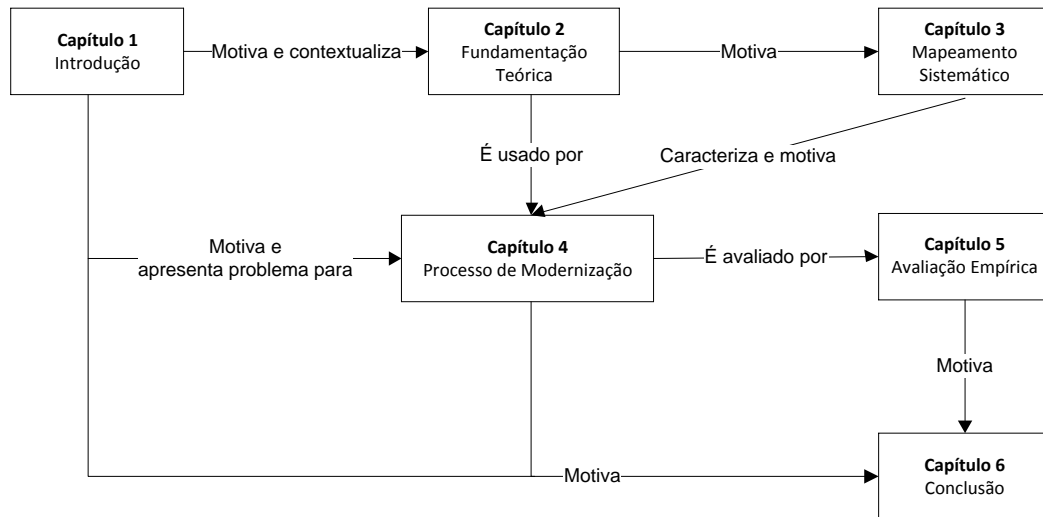 Capítulo 1
Introdução
Motiva e contextualiza
Capítulo 2
Fundamentação
Teórica
Motiva
Capítulo 3
Mapeamento
Sistemático
É usado por
Caracteriza e motiva
Motiva e
apresenta problema para
Capítulo 4
Processo de Modernização
É avaliado por
Capítulo 5
Avaliação Empírica
Motiva
Motiva
Capítulo 6
Conclusão